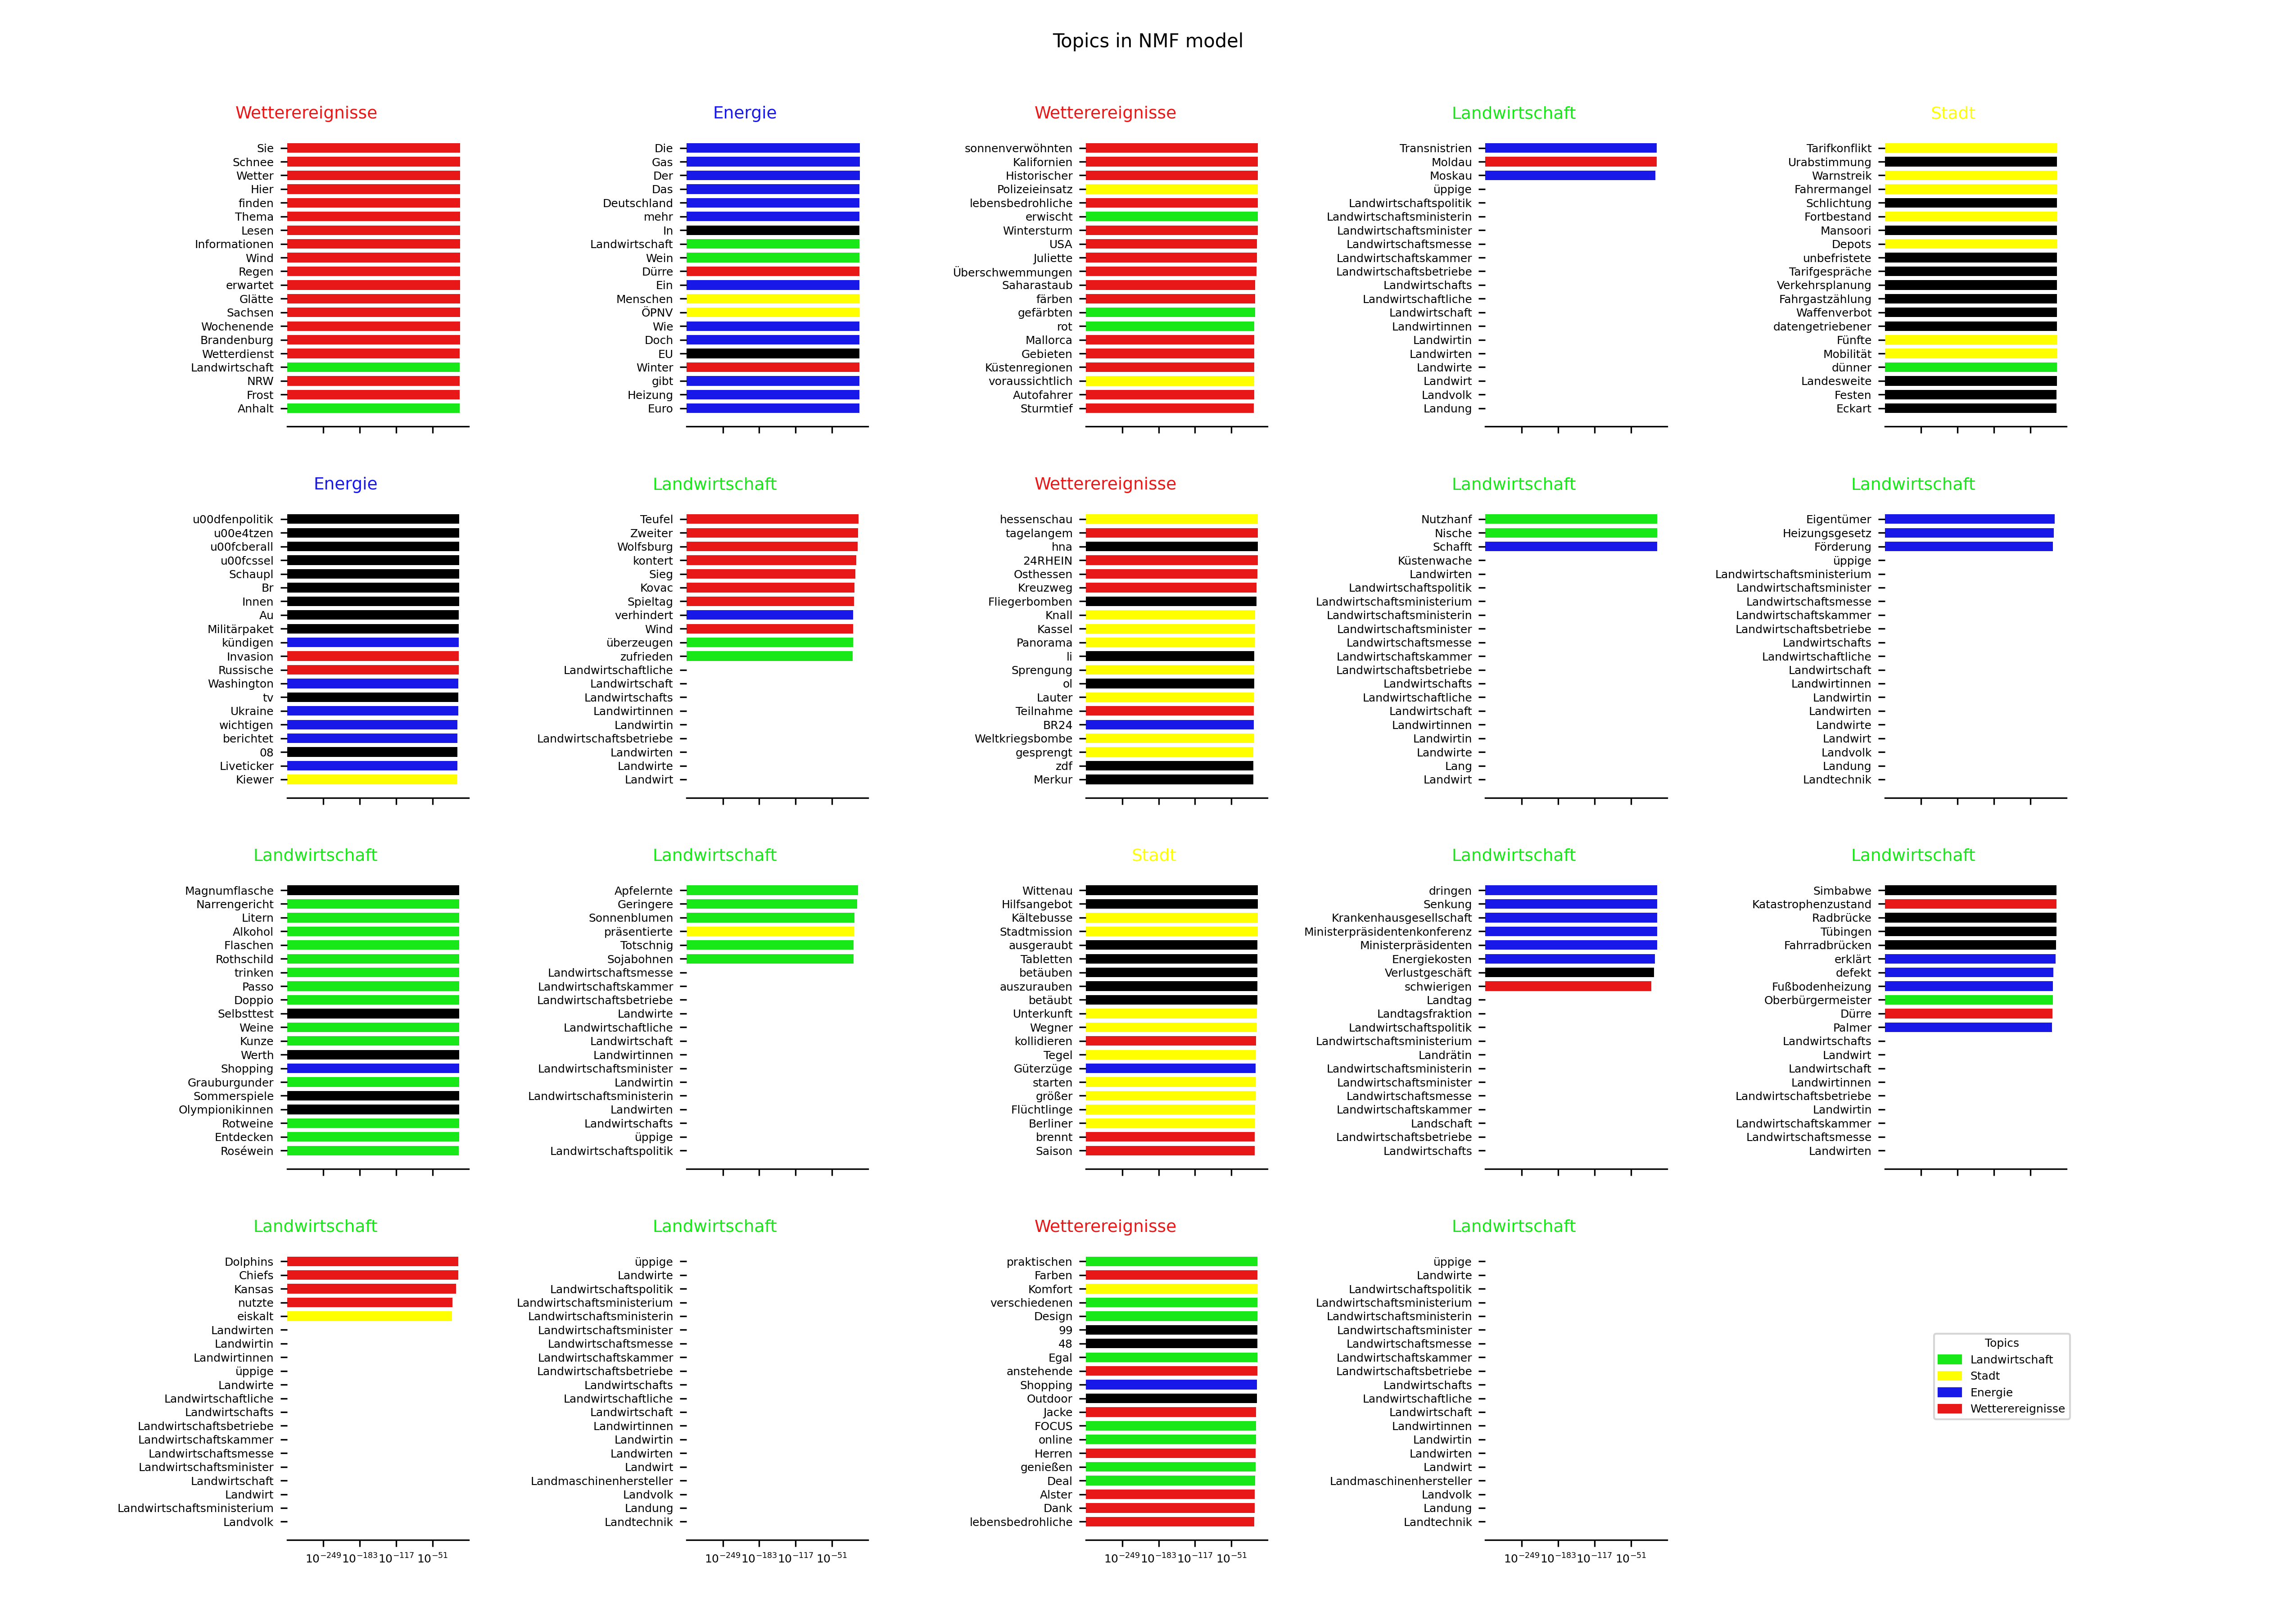 Topics in NMF model
Wetterereignisse
Sie
Schnee
Wetter
Hier
finden
Thema
Lesen
Informationen
Wind
Regen
erwartet
Glätte
Sachsen
Wochenende
Brandenburg
Wetterdienst
Landwirtschaft
NRW
Frost
Anhalt
Energie
Die
Gas
Der
Das
Deutschland
mehr
In
Landwirtschaft
Wein
Dürre
Ein
Menschen
ÖPNV
Wie
Doch
EU
Winter
gibt
Heizung
Euro
Wetterereignisse
sonnenverwöhnten
Kalifornien
Historischer
Polizeieinsatz
lebensbedrohliche
erwischt
Wintersturm
USA
Juliette
Überschwemmungen
Saharastaub
färben
gefärbten
rot
Mallorca
Gebieten
Küstenregionen
voraussichtlich
Autofahrer
Sturmtief
Landwirtschaft
Transnistrien
Moldau
Moskau
üppige
Landwirtschaftspolitik
Landwirtschaftsministerin
Landwirtschaftsminister
Landwirtschaftsmesse
Landwirtschaftskammer
Landwirtschaftsbetriebe
Landwirtschafts
Landwirtschaftliche
Landwirtschaft
Landwirtinnen
Landwirtin
Landwirten
Landwirte
Landwirt
Landvolk
Landung
Stadt
Tarifkonflikt
Urabstimmung
Warnstreik
Fahrermangel
Schlichtung
Fortbestand
Mansoori
Depots
unbefristete
Tarifgespräche
Verkehrsplanung
Fahrgastzählung
Waffenverbot
datengetriebener
Fünfte
Mobilität
dünner
Landesweite
Festen
Eckart
Energie
u00dfenpolitik
u00e4tzen
u00fcberall
u00fcssel
Schaupl
Br
Innen
Au
Militärpaket
kündigen
Invasion
Russische
Washington
tv
Ukraine
wichtigen
berichtet
08
Liveticker
Kiewer
Landwirtschaft
Teufel
Zweiter
Wolfsburg
kontert
Sieg
Kovac
Spieltag
verhindert
Wind
überzeugen
zufrieden
Landwirtschaftliche
Landwirtschaft
Landwirtschafts
Landwirtinnen
Landwirtin
Landwirtschaftsbetriebe
Landwirten
Landwirte
Landwirt
Wetterereignisse
hessenschau
tagelangem
hna
24RHEIN
Osthessen
Kreuzweg
Fliegerbomben
Knall
Kassel
Panorama
li
Sprengung
ol
Lauter
Teilnahme
BR24
Weltkriegsbombe
gesprengt
zdf
Merkur
Landwirtschaft
Nutzhanf
Nische
Schafft
Küstenwache
Landwirten
Landwirtschaftspolitik
Landwirtschaftsministerium
Landwirtschaftsministerin
Landwirtschaftsminister
Landwirtschaftsmesse
Landwirtschaftskammer
Landwirtschaftsbetriebe
Landwirtschafts
Landwirtschaftliche
Landwirtschaft
Landwirtinnen
Landwirtin
Landwirte
Lang
Landwirt
Landwirtschaft
Eigentümer
Heizungsgesetz
Förderung
üppige
Landwirtschaftsministerium
Landwirtschaftsminister
Landwirtschaftsmesse
Landwirtschaftskammer
Landwirtschaftsbetriebe
Landwirtschafts
Landwirtschaftliche
Landwirtschaft
Landwirtinnen
Landwirtin
Landwirten
Landwirte
Landwirt
Landvolk
Landung
Landtechnik
Landwirtschaft
Magnumflasche
Narrengericht
Litern
Alkohol
Flaschen
Rothschild
trinken
Passo
Doppio
Selbsttest
Weine
Kunze
Werth
Shopping
Grauburgunder
Sommerspiele
Olympionikinnen
Rotweine
Entdecken
Roséwein
Landwirtschaft
Apfelernte
Geringere
Sonnenblumen
präsentierte
Totschnig
Sojabohnen
Landwirtschaftsmesse
Landwirtschaftskammer
Landwirtschaftsbetriebe
Landwirte
Landwirtschaftliche
Landwirtschaft
Landwirtinnen
Landwirtschaftsminister
Landwirtin
Landwirtschaftsministerin
Landwirten
Landwirtschafts
üppige
Landwirtschaftspolitik
Stadt
Wittenau
Hilfsangebot
Kältebusse
Stadtmission
ausgeraubt
Tabletten
betäuben
auszurauben
betäubt
Unterkunft
Wegner
kollidieren
Tegel
Güterzüge
starten
größer
Flüchtlinge
Berliner
brennt
Saison
Landwirtschaft
dringen
Senkung
Krankenhausgesellschaft
Ministerpräsidentenkonferenz
Ministerpräsidenten
Energiekosten
Verlustgeschäft
schwierigen
Landtag
Landtagsfraktion
Landwirtschaftspolitik
Landwirtschaftsministerium
Landrätin
Landwirtschaftsministerin
Landwirtschaftsminister
Landwirtschaftsmesse
Landwirtschaftskammer
Landschaft
Landwirtschaftsbetriebe
Landwirtschafts
Landwirtschaft
Simbabwe
Katastrophenzustand
Radbrücke
Tübingen
Fahrradbrücken
erklärt
defekt
Fußbodenheizung
Oberbürgermeister
Dürre
Palmer
Landwirtschafts
Landwirt
Landwirtschaft
Landwirtinnen
Landwirtschaftsbetriebe
Landwirtin
Landwirtschaftskammer
Landwirtschaftsmesse
Landwirten
Landwirtschaft
Dolphins
Chiefs
Kansas
nutzte
eiskalt
Landwirten
Landwirtin
Landwirtinnen
üppige
Landwirte
Landwirtschaftliche
Landwirtschafts
Landwirtschaftsbetriebe
Landwirtschaftskammer
Landwirtschaftsmesse
Landwirtschaftsminister
Landwirtschaft
Landwirt
Landwirtschaftsministerium
Landvolk
10^-249 10^-183 10^-117 10^-51
Landwirtschaft
üppige
Landwirte
Landwirtschaftspolitik
Landwirtschaftsministerium
Landwirtschaftsministerin
Landwirtschaftsminister
Landwirtschaftsmesse
Landwirtschaftskammer
Landwirtschaftsbetriebe
Landwirtschafts
Landwirtschaftliche
Landwirtschaft
Landwirtinnen
Landwirtin
Landwirten
Landwirt
Landmaschinenhersteller
Landvolk
Landung
Landtechnik
10^-249 10^-183 10^-117 10^-51
Wetterereignisse
praktischen
Farben
Komfort
verschiedenen
Design
99
48
Egal
anstehende
Shopping
Outdoor
Jacke
FOCUS
online
Herren
genießen
Deal
Alster
Dank
lebensbedrohliche
10^-249 10^-183 10^-117 10^-51
Landwirtschaft
üppige
Landwirte
Landwirtschaftspolitik
Landwirtschaftsministerium
Landwirtschaftsministerin
Landwirtschaftsminister
Landwirtschaftsmesse
Landwirtschaftskammer
Landwirtschaftsbetriebe
Landwirtschafts
Landwirtschaftliche
Landwirtschaft
Landwirtinnen
Landwirtin
Landwirten
Landwirt
Landmaschinenhersteller
Landvolk
Landung
Landtechnik
10^-249 10^-183 10^-117 10^-51
Topics
Landwirtschaft
Stadt
Energie
Wetterereignisse